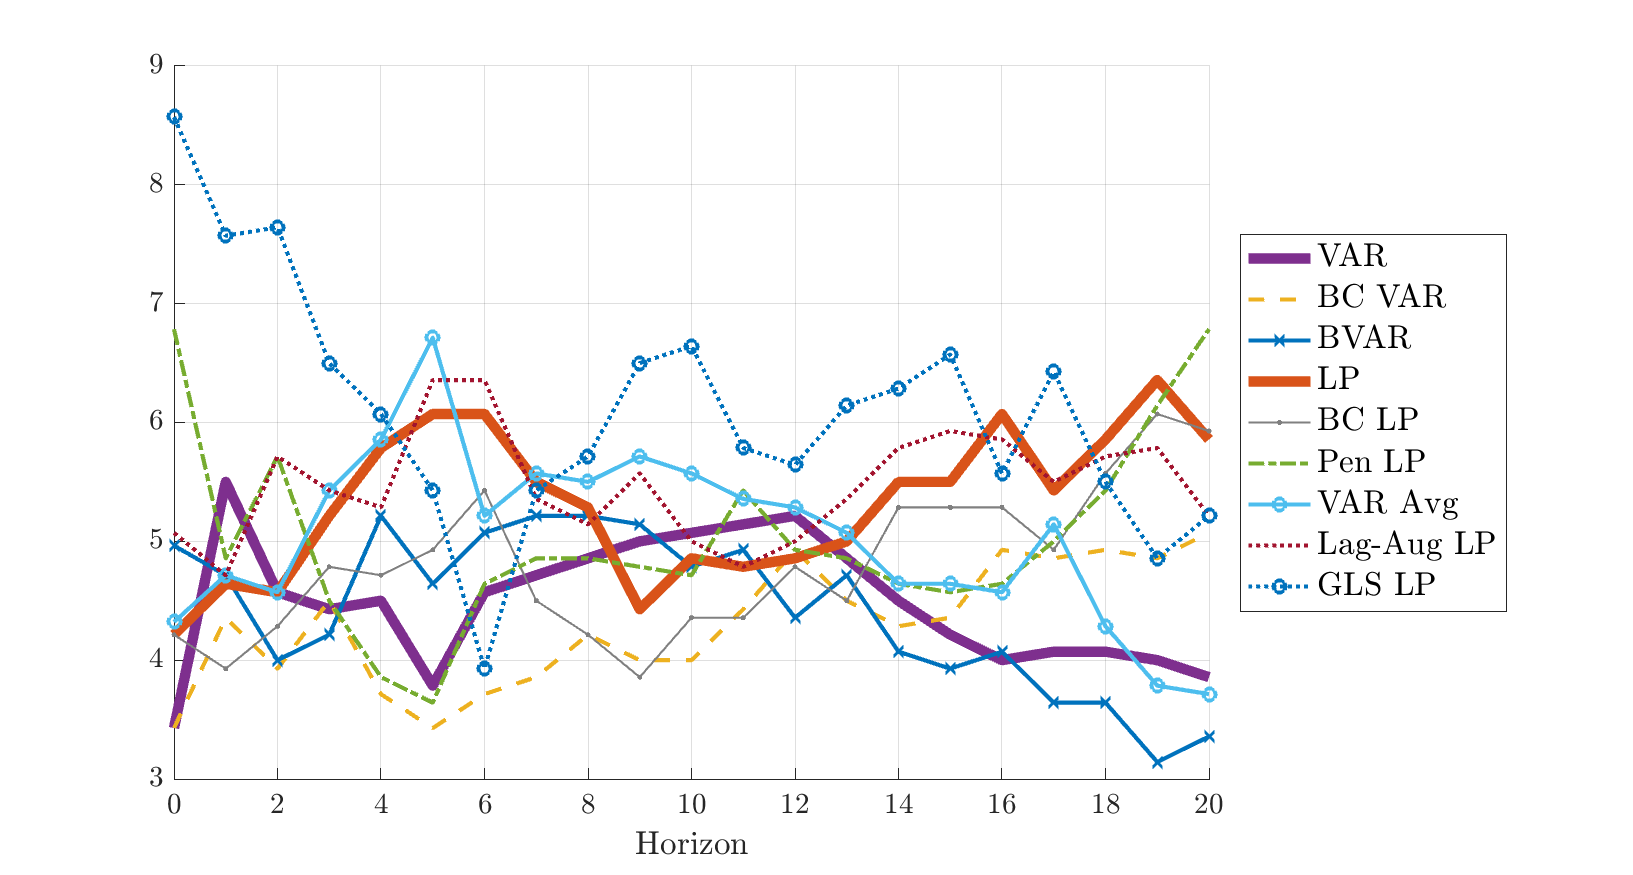 9
8
7
6
5
4
3
0 2 4 6 8 10 12 14 16 18 20
Horizon
VAR
BC VAR
BVAR
LP
BC LP
Pen LP
VAR Avg
Lag-Aug LP
GLS LP